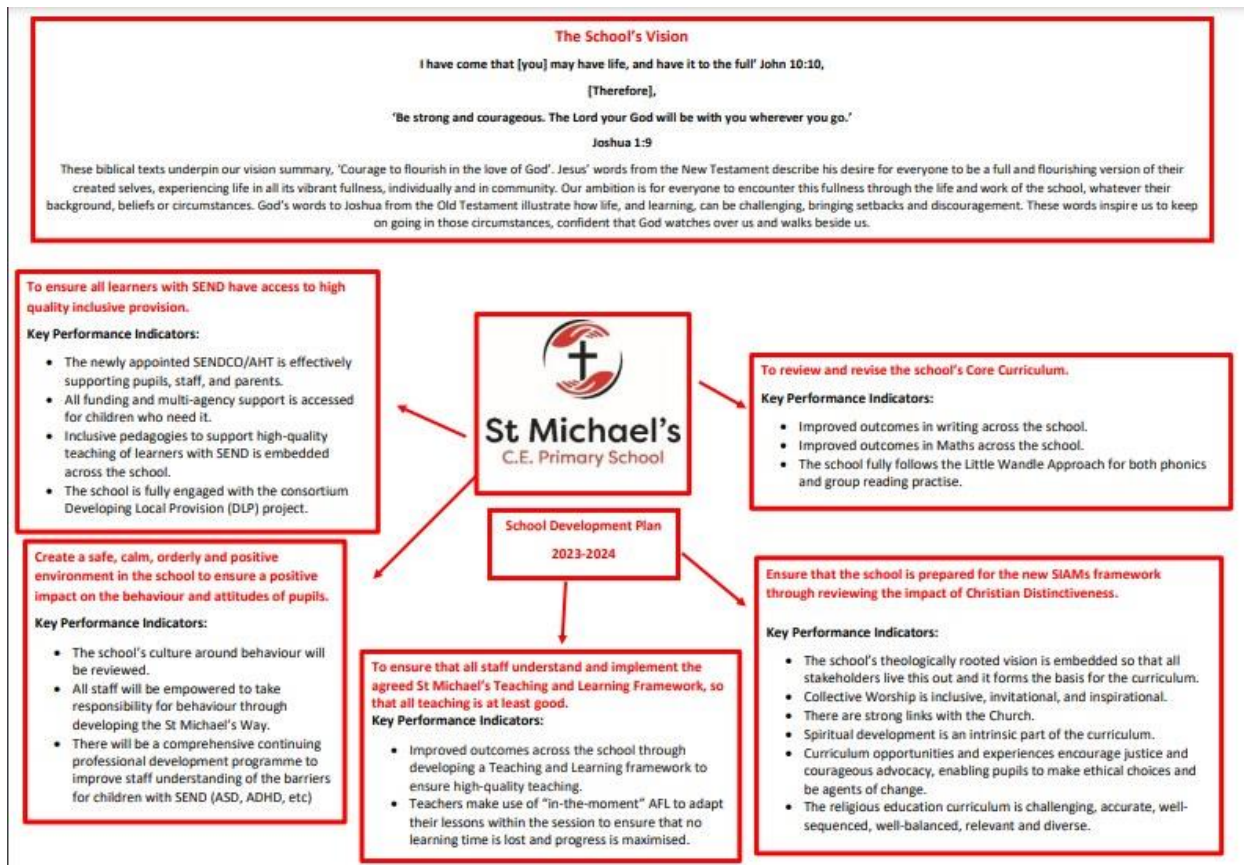 The School's Vision
I have come that [you] may have life, and have it to the full' John 10:10,
[Therefore],
'Be strong and courageous. The Lord your God will be with you wherever you go.'
Joshua 1:9
These biblical texts underpin our vision summary, 'Courage to flourish in the love of God'. Jesus' words from the New Testament describe his desire for everyone to be a full and flourishing version of their
created selves, experiencing life in all its vibrant fullness, individually and in community. Our ambition is for everyone to encounter this fullness through the life and work of the school, whatever their
background, beliefs or circumstances. God's words to Joshua from the Old Testament illustrate how life, and learning, can be challenging, bringing setbacks and discouragement. These words inspire us to keep
on going in those circumstances, confident that God watches over us and walks beside us.
To ensure all learners with SEND have access to high
quality inclusive provision.
Key Performance Indicators:
• The newly appointed SENDCO/AHT is effectively
supporting pupils, staff, and parents.
• All funding and multi-agency support is accessed
for children who need it.
• Inclusive pedagogies to support high-quality
teaching of learners with SEND is embedded
across the school.
• The school is fully engaged with the consortium
Developing Local Provision (DLP) project.
St Michael's
C.E. Primary School
To review and revise the school's Core Curriculum.
Key Performance Indicators:
• Improved outcomes in writing across the school.
• Improved outcomes in Maths across the school.
• The school fully follows the Little Wandle Approach for both phonics
and group reading practise.
School Development Plan
2023-2024
Create a safe, calm, orderly and positive
environment in the school to ensure a positive
impact on the behaviour and attitudes of pupils.
Key Performance Indicators:
• The school's culture around behaviour will
be reviewed.
• All staff will be empowered to take
responsibility for behaviour through
developing the St Michael's Way.
• There will be a comprehensive continuing
professional development programme to
improve staff understanding of the barriers
for children with SEND (ASD, ADHD, etc)
To ensure that all staff understand and implement the
agreed St Michael's Teaching and Learning Framework, so
that all teaching is at least good.
Key Performance Indicators:
• Improved outcomes across the school through
developing a Teaching and Learning framework to
ensure high-quality teaching.
• Teachers make use of "in-the-moment" AFL to adapt
their lessons within the session to ensure that no
learning time is lost and progress is maximised.
Ensure that the school is prepared for the new SIAMs framework
through reviewing the impact of Christian Distinctiveness.
Key Performance Indicators:
• The school's theologically rooted vision is embedded so that all
stakeholders live this out and it forms the basis for the curriculum.
• Collective Worship is inclusive, invitational, and inspirational.
• There are strong links with the Church.
• Spiritual development is an intrinsic part of the curriculum.
• Curriculum opportunities and experiences encourage justice and
courageous advocacy, enabling pupils to make ethical choices and
be agents of change.
• The religious education curriculum is challenging, accurate, well-
sequenced, well-balanced, relevant and diverse.